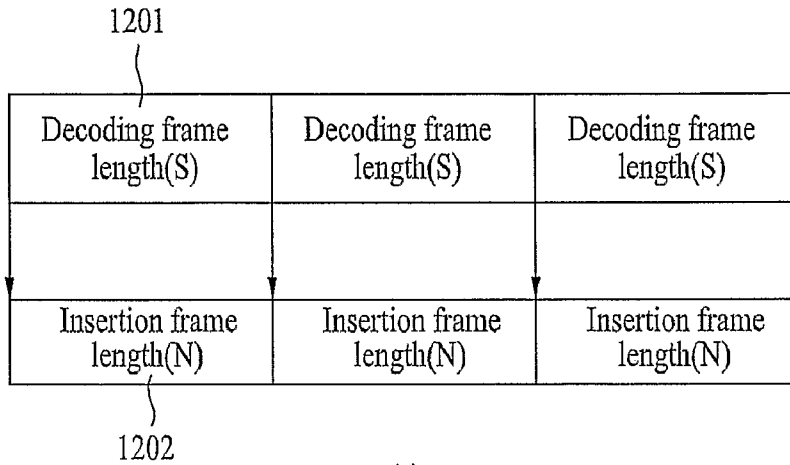 1201
Decoding frame Decoding frame Decoding frame
length(S) length(S) length(S)
Insertion frame Insertion frame Insertion frame
length(N) length(N) length(N)
1202